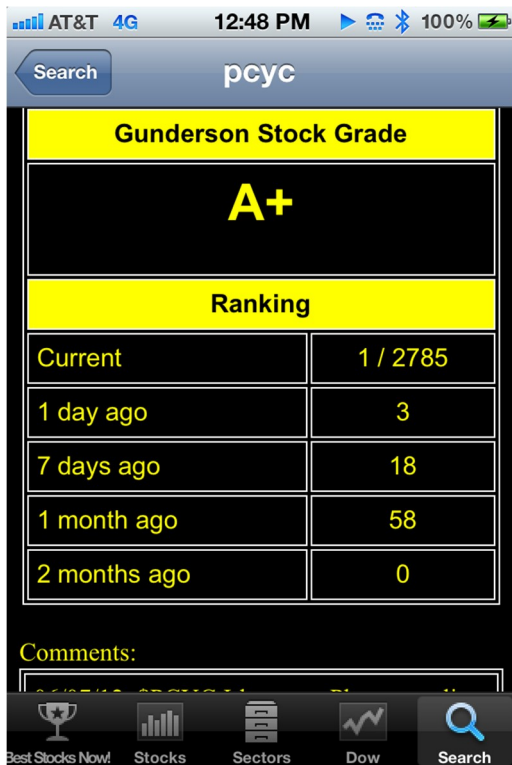 AT&T 4G 12:48 PM 100%
Search pcyc
Gunderson Stock Grade
A+
Ranking
Current 1 / 2785
1 day ago 3
7 days ago 18
1 month ago 58
2 months ago 0
Comments:
Best Stocks Now! Stocks Sectors Dow Search